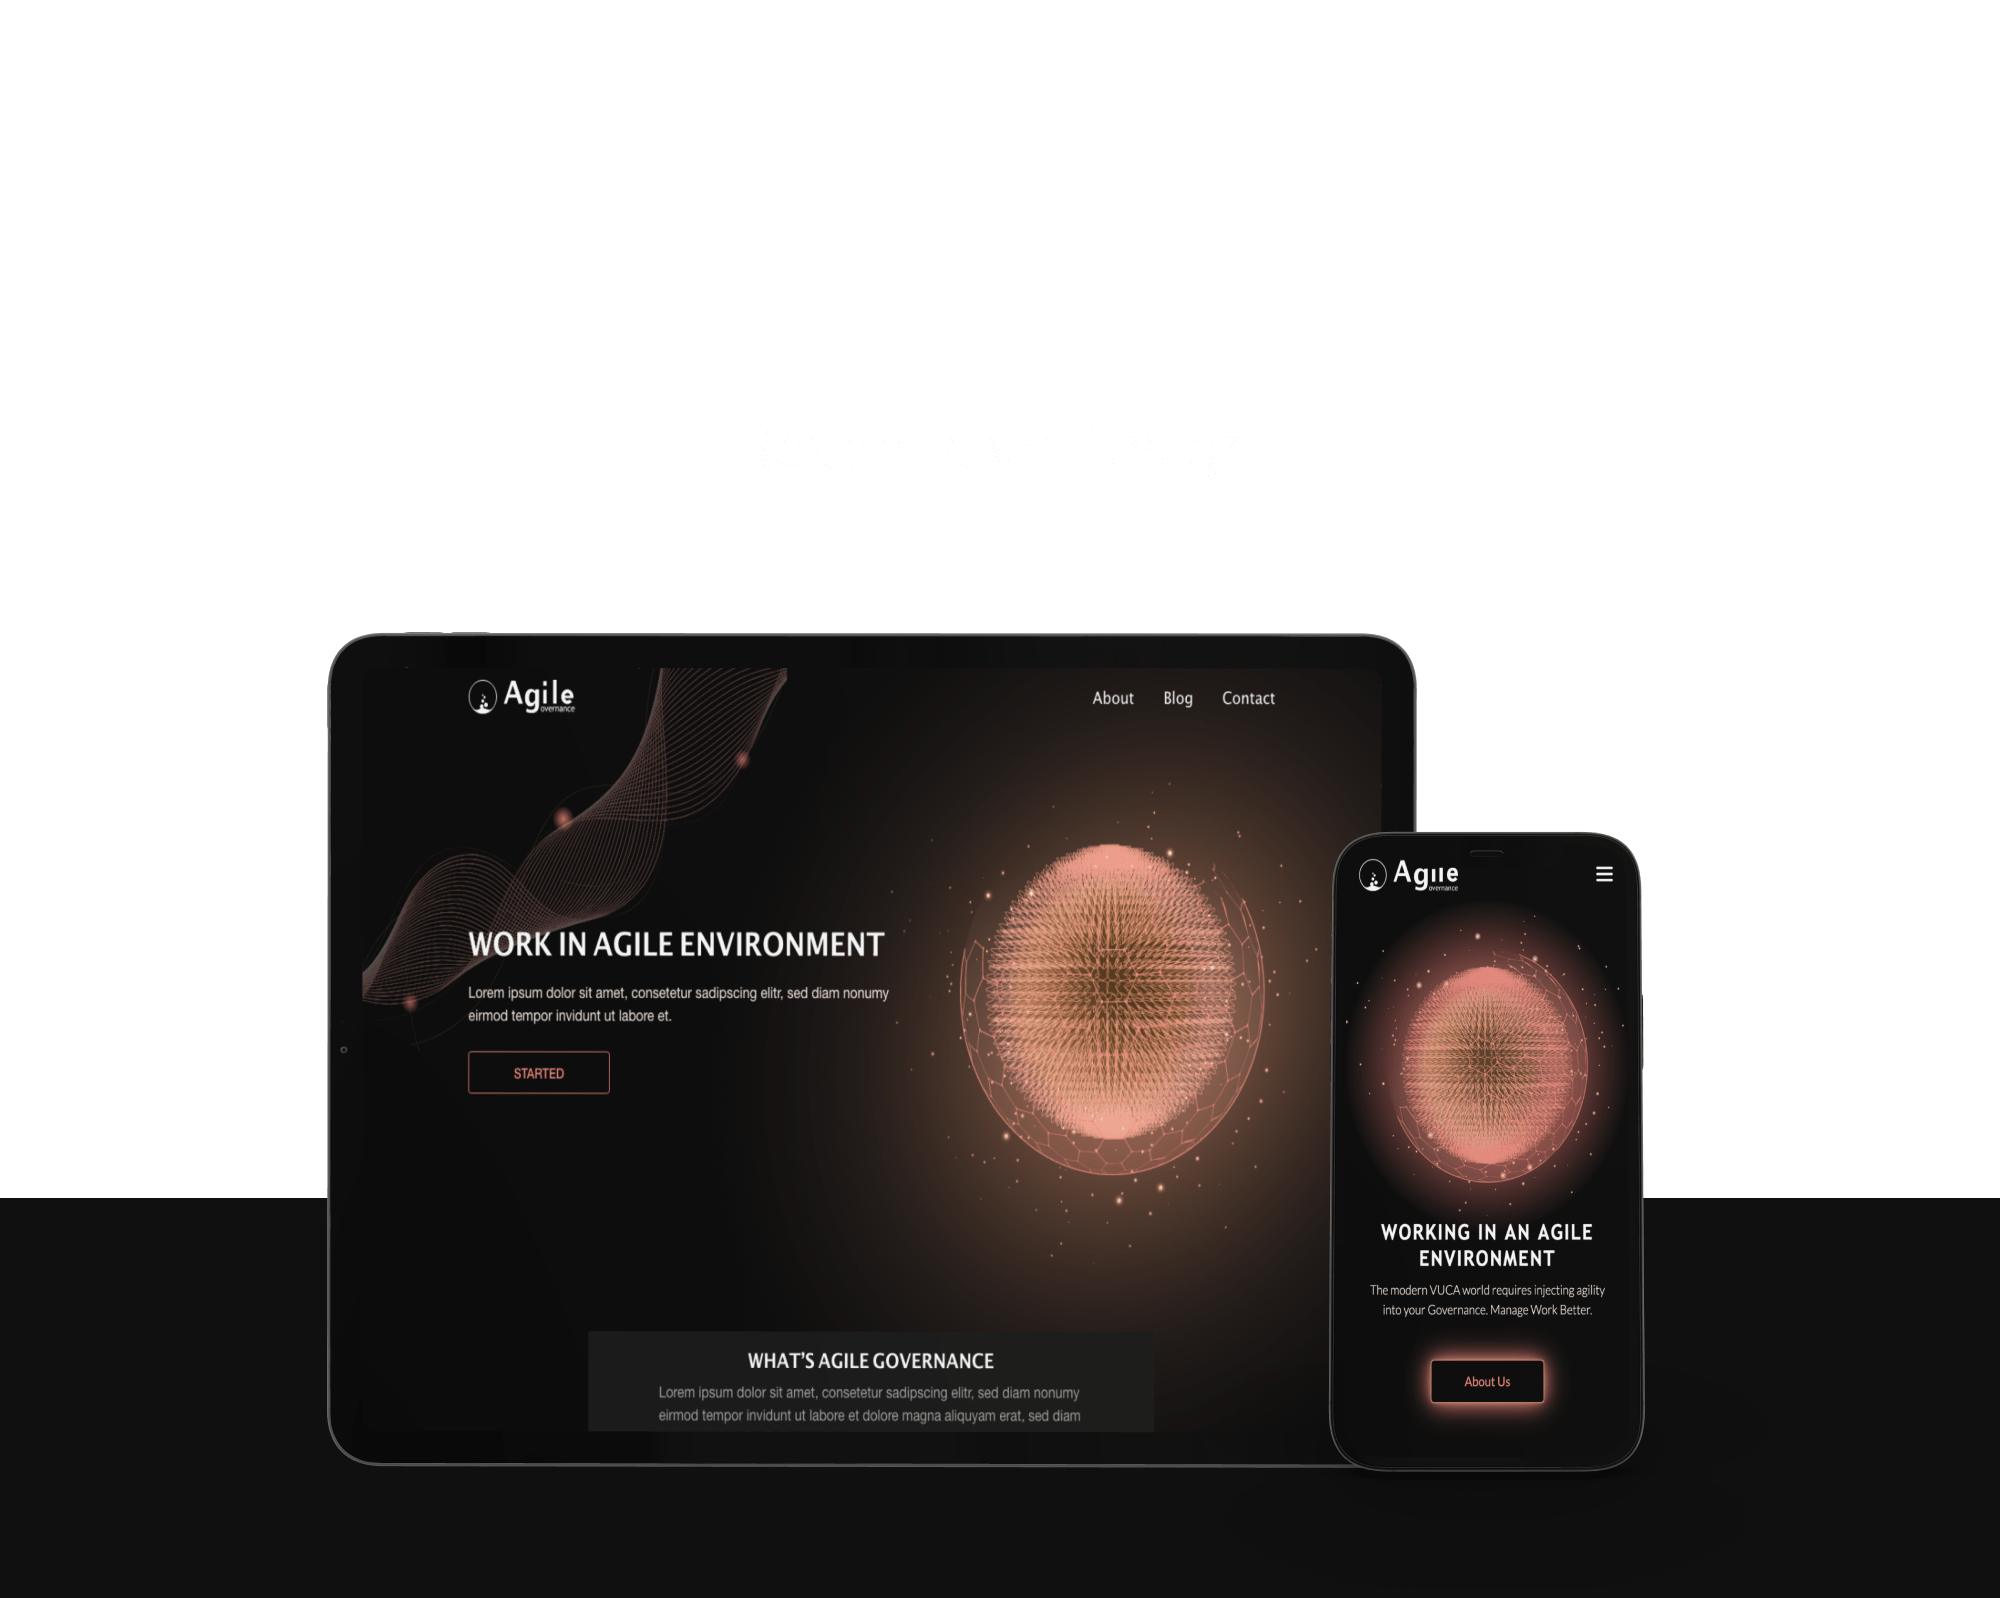 Agile
overnance
About Blog Contact
WORK IN AGILE ENVIRONMENT
Lorem ipsum dolor sit amet, consetetur sadipscing elitr, sed diam nonumy
eirmod tempor invidunt ut labore et.
STARTED
WHAT'S AGILE GOVERNANCE
Lorem ipsum dolor sit amet, consetetur sadipscing elitr, sed diam nonumy
eirmod tempor invidunt ut labore et dolore magna aliquyam erat, sed diam
Agile
overnance
WORKING IN AN AGILE
ENVIRONMENT
The modern VUCA world requires injecting agility
into your Governance. Manage Work Better.
About Us